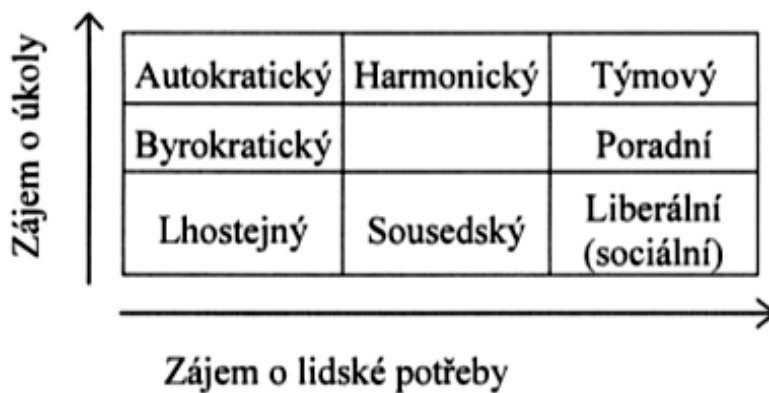 Zájem o úkoly
Autokratický Harmonický Týmový
Byrokratický Poradní
Lhostejný Sousedský Liberální
(sociální)
Zájem o lidské potřeby